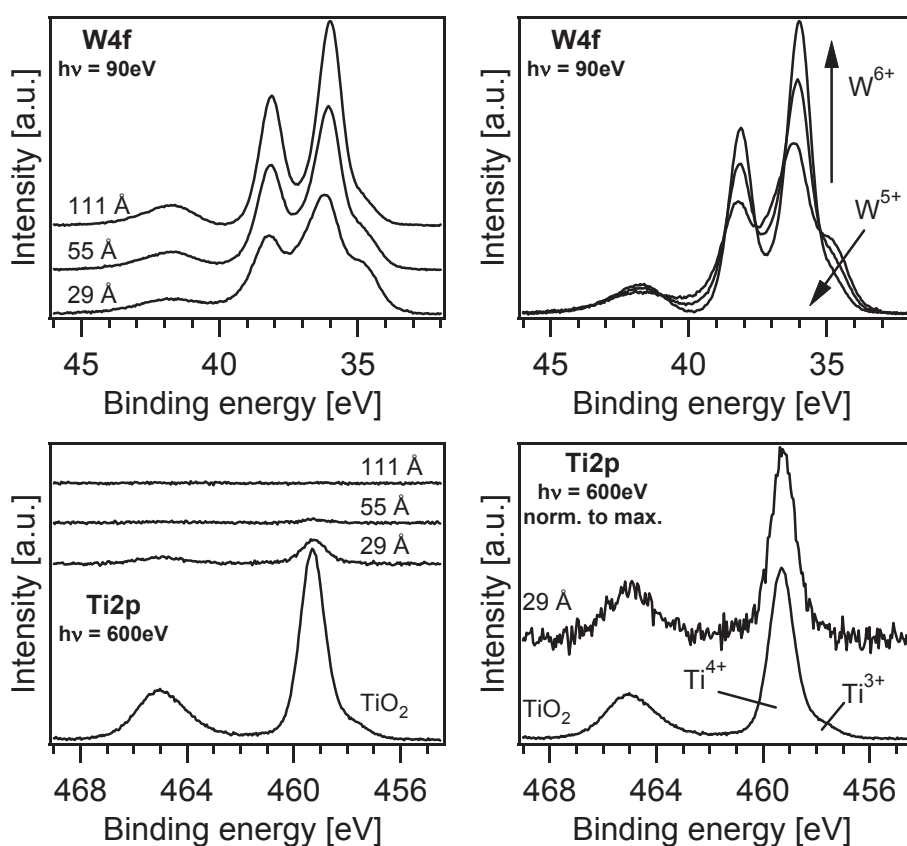 W4f
hν = 90eV
111 Å
55 Å
29 Å
Intensity [a.u.]
45 40 35
Binding energy [eV]
W4f
hν = 90eV
W⁶⁺
W⁵⁺
Intensity [a.u.]
45 40 35
Binding energy [eV]
111 Å
55 Å
29 Å
Ti2p
hν = 600eV
TiO₂
Intensity [a.u.]
468 464 460 456
Binding energy [eV]
Ti2p
hν = 600eV
norm. to max.
29 Å
Ti⁴⁺
Ti³⁺
TiO₂
Intensity [a.u.]
468 464 460 456
Binding energy [eV]